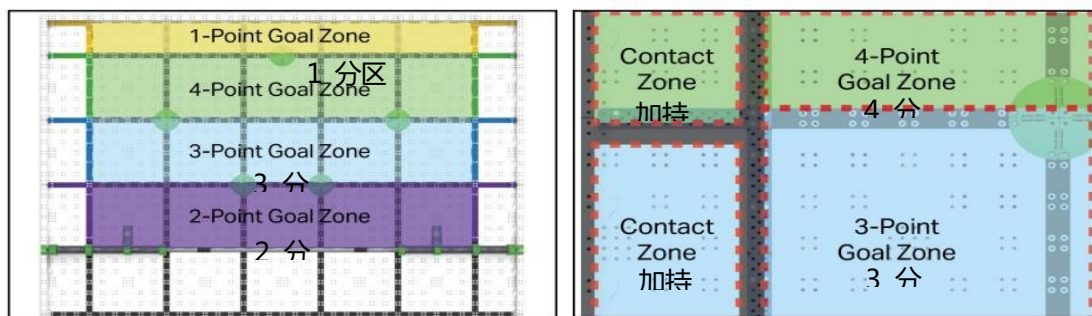 1-Point Goal Zone
1 分区
4-Point Goal Zone
3-Point Goal Zone
3 分
2-Point Goal Zone
2 分
Contact
Zone
加持
4-Point
Goal Zone
4 分
Contact
Zone
加持
3-Point
Goal Zone
3 分